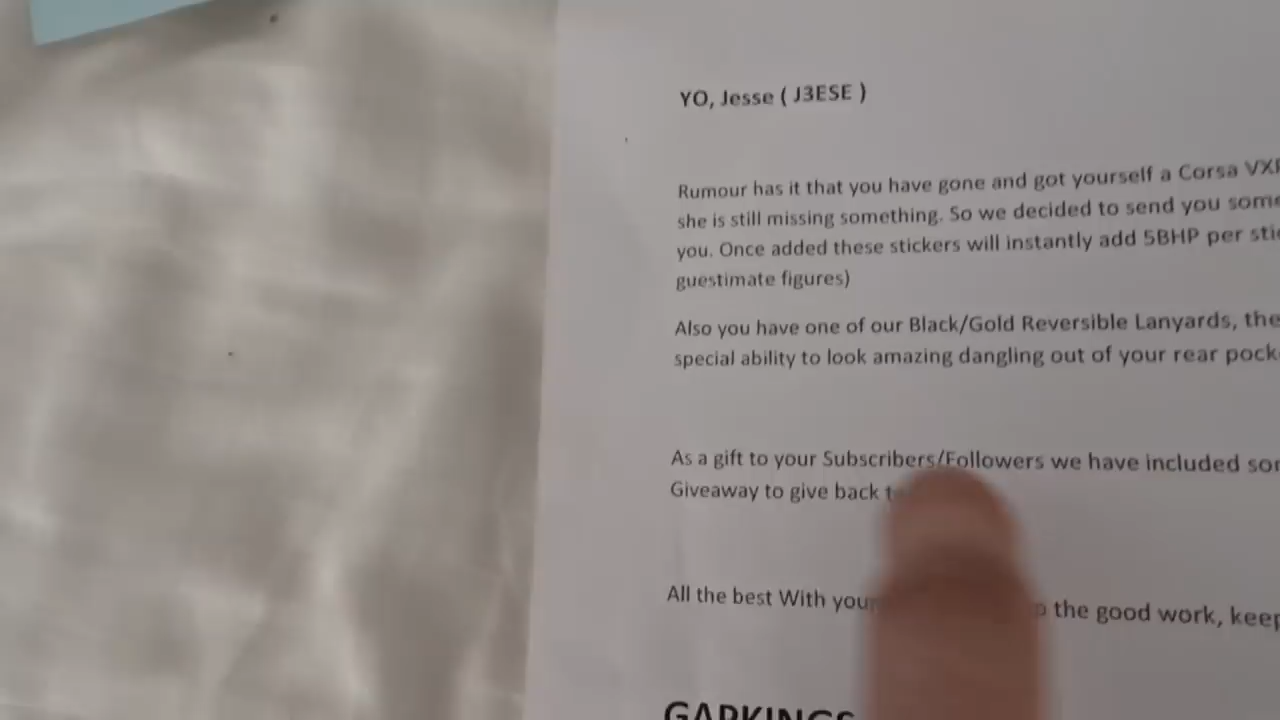 YO, Jesse ( J3ESE )
Rumour has it that you have gone and got yourself a Corsa
she is still missing something. So we decided to send you
you. Once added these stickers will instantly add 5BHP per
guestimate figures)
Also you have one of our Black/Gold Reversible Lanyards,
special ability to look amazing dangling out of your rear
As a gift to your Subscribers/Followers we have included
Giveaway to give back
All the best With the good work,